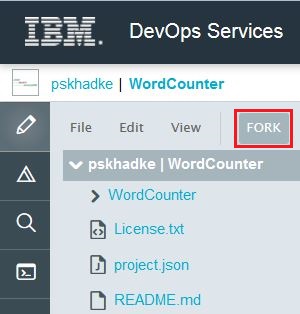 IBM. DevOps Services
pskhadke | WordCounter
File Edit View FORK
pskhadke | WordCounter
WordCounter
License.txt
project.json
README.md